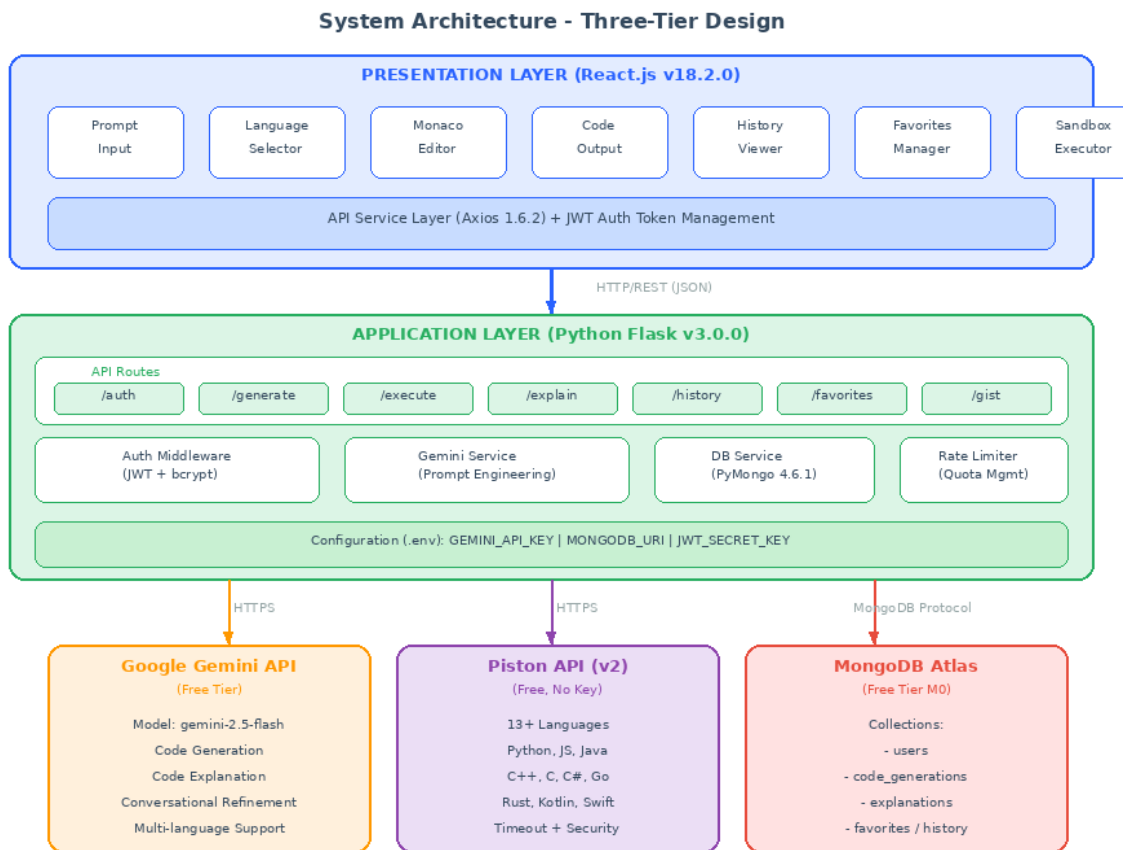 System Architecture - Three-Tier Design
PRESENTATION LAYER (React.js v18.2.0)
Prompt
Input
Language
Selector
Monaco
Editor
Code
Output
History
Viewer
Favorites
Manager
Sandbox
Executor
API Service Layer (Axios 1.6.2) + JWT Auth Token Management
HTTP/REST (JSON)
APPLICATION LAYER (Python Flask v3.0.0)
API Routes
/auth
/generate
/execute
/explain
/history
/favorites
/gist
Auth Middleware
(JWT + bcrypt)
Gemini Service
(Prompt Engineering)
DB Service
(PyMongo 4.6.1)
Rate Limiter
(Quota Mgmt)
Configuration (.env): GEMINI_API_KEY | MONGODB_URI | JWT_SECRET_KEY
HTTPS
HTTPS
MongoDB Protocol
Google Gemini API
(Free Tier)
Model: gemini-2.5-flash
Code Generation
Code Explanation
Conversational Refinement
Multi-language Support
Piston API (v2)
(Free, No Key)
13+ Languages
Python, JS, Java
C++, C, C#, Go
Rust, Kotlin, Swift
Timeout + Security
MongoDB Atlas
(Free Tier M0)
Collections:
- users
- code_generations
- explanations
- favorites / history